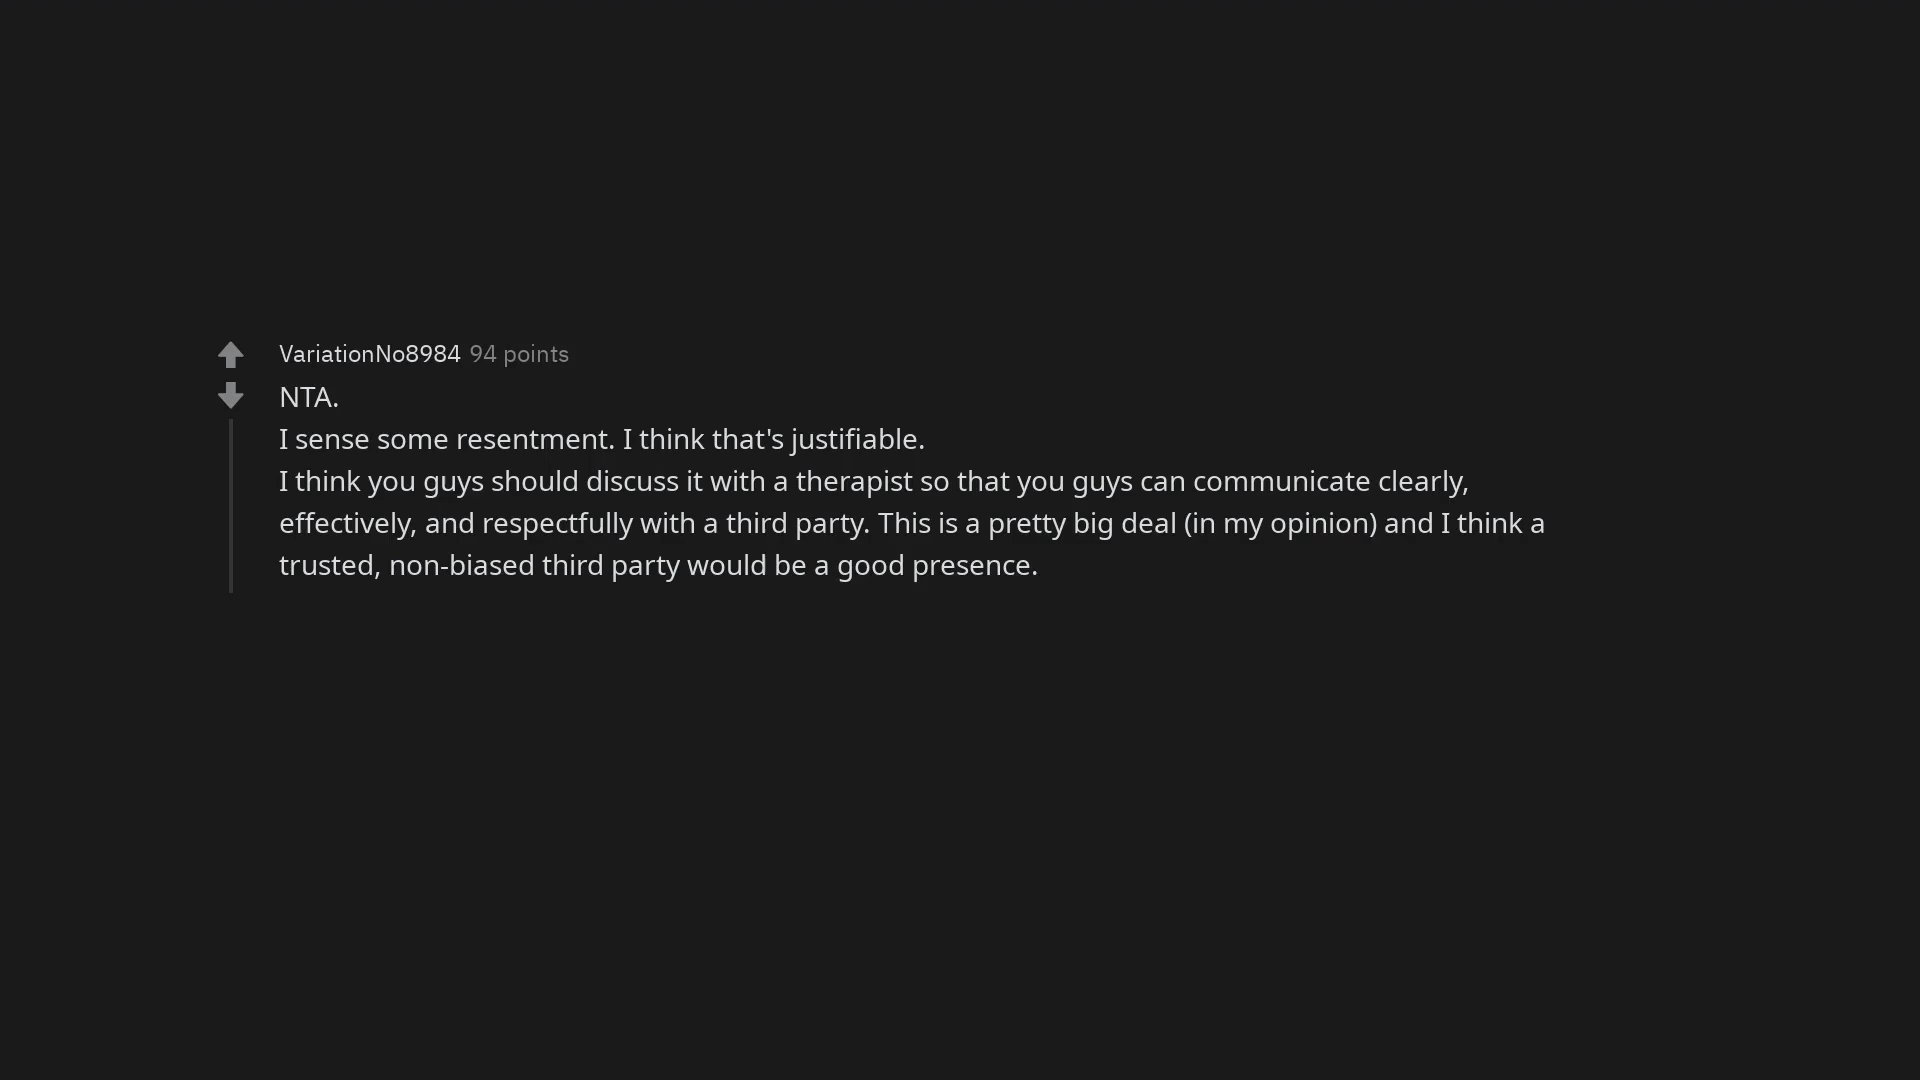 VariationNo8984 94 points
NTA.
I sense some resentment. I think that's justifiable.
I think you guys should discuss it with a therapist so that you guys can communicate clearly,
effectively, and respectfully with a third party. This is a pretty big deal (in my opinion) and I think a
trusted, non-biased third party would be a good presence.